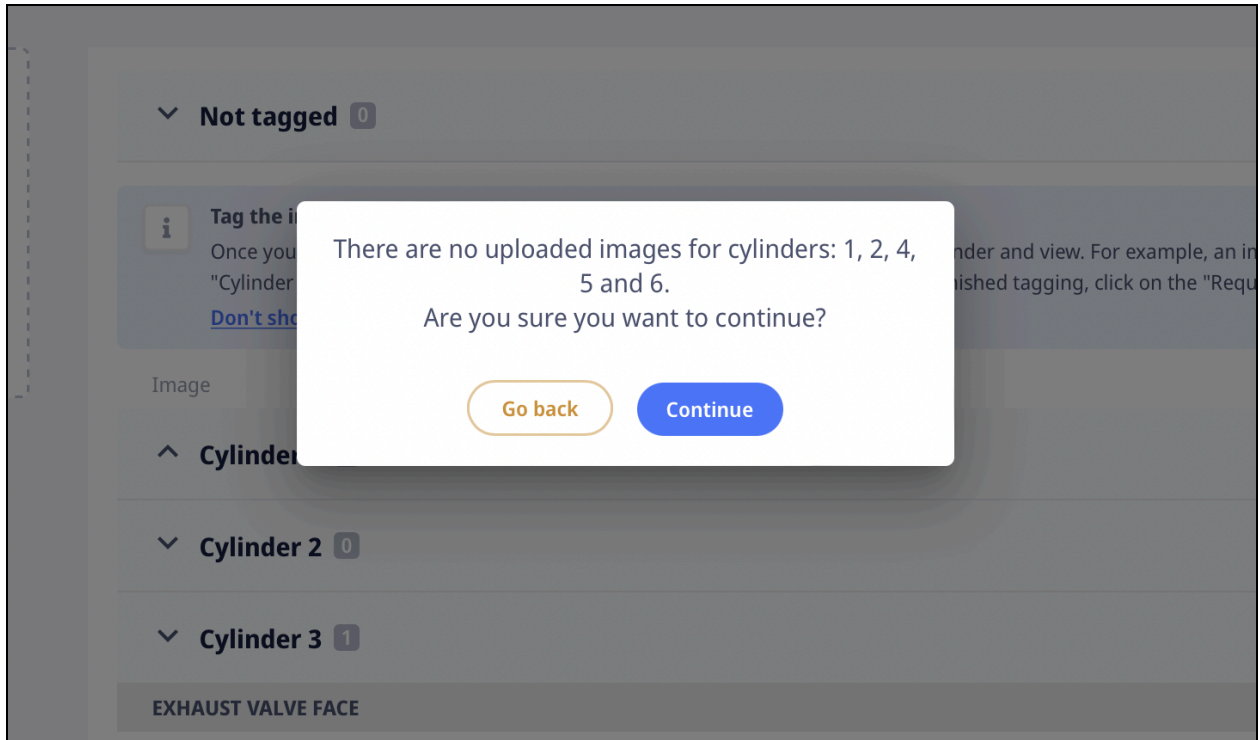 Not tagged 0
Tag the
Once you
nder and view. For example, an
"Cylinder
ished tagging, click on the "Requ
Don't sho
There are no uploaded images for cylinders: 1, 2, 4,
5 and 6.
Are you sure you want to continue?
Go back
Continue
Image
Cylinder
Cylinder 2 0
Cylinder 3 1
EXHAUST VALVE FACE